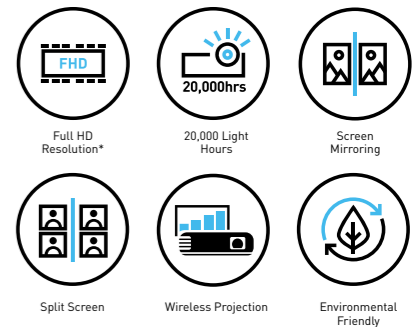 FHD
20,000hrs
Full HD
Resolution*
20,000 Light
Hours
Screen
Mirroring
Split Screen
Wireless Projection
Environmental
Friendly